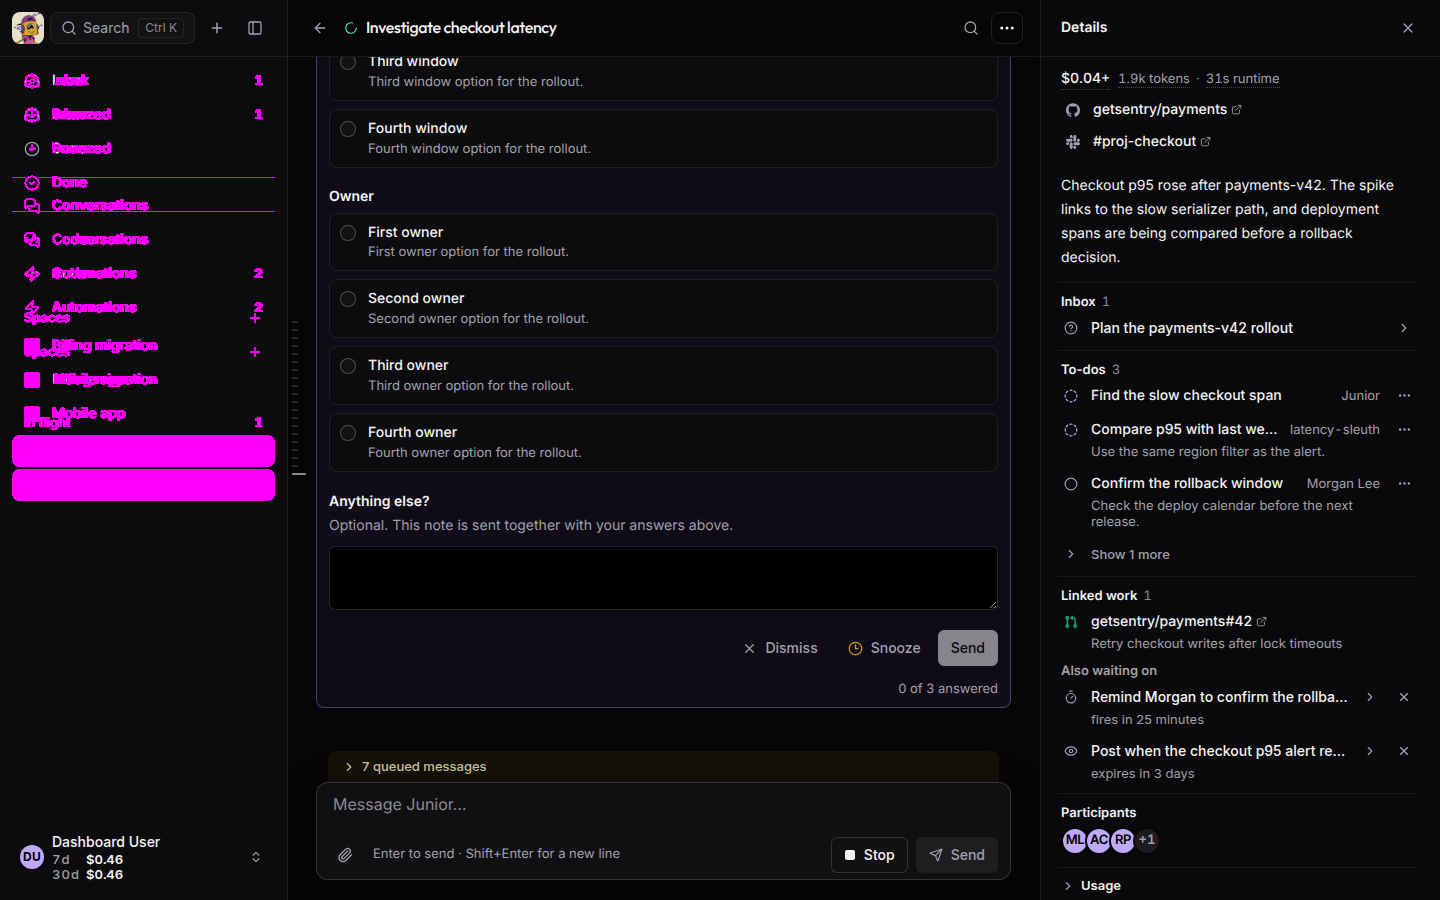 Search Ctrl K
1
1
Done
Conversations
2
Automations 2
Spaces
Billing migration
Mobile app
In flight 1
Dashboard User
7d $0.46
30d $0.46
DU
Investigate checkout latency
Third window
Third window option for the rollout.
Fourth window
Fourth window option for the rollout.
Owner
First owner
First owner option for the rollout.
Second owner
Second owner option for the rollout.
Third owner
Third owner option for the rollout.
Fourth owner
Fourth owner option for the rollout.
Anything else?
Optional. This note is sent together with your answers above.
Dismiss Snooze Send
0 of 3 answered
7 queued messages
Message Junior...
Enter to send · Shift+Enter for a new line
Stop Send
Details
$0.04+ 1.9k tokens · 31s runtime
getsentry/payments
#proj-checkout
Checkout p95 rose after payments-v42. The spike
links to the slow serializer path, and deployment
spans are being compared before a rollback
decision.
Inbox 1
Plan the payments-v42 rollout
To-dos 3
Find the slow checkout span Junior
Compare p95 with last we... latency-sleuth
Use the same region filter as the alert.
Confirm the rollback window Morgan Lee
Check the deploy calendar before the next
release.
Show 1 more
Linked work 1
getsentry/payments#42
Retry checkout writes after lock timeouts
Also waiting on
Remind Morgan to confirm the rollba...
fires in 25 minutes
Post when the checkout p95 alert re...
expires in 3 days
Participants
ML AC RP +1
Usage